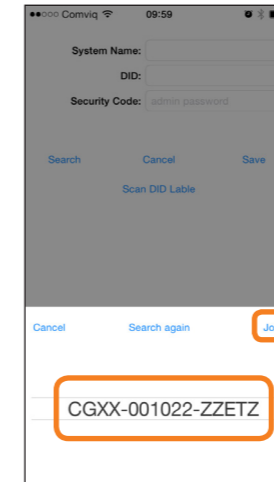 Comviq 09:59
System Name:
DID:
Security Code: admin password
Search Cancel Save
Scan DID Lable
Cancel Search again
CGXX-001022-ZZETZ